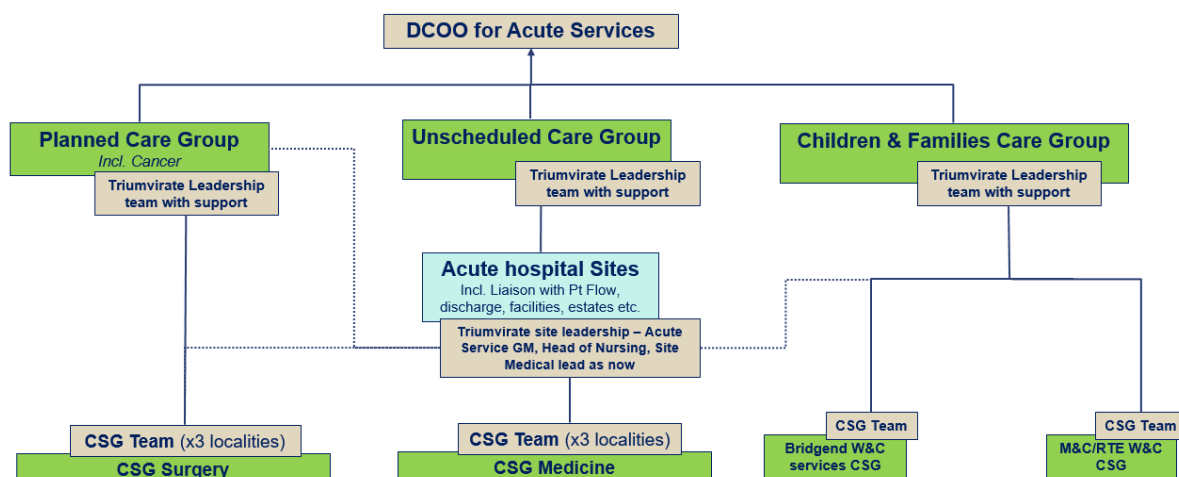 DCOO for Acute Services
Planned Care Group
Incl. Cancer
Triumvirate Leadership
team with support
Unscheduled Care Group
Triumvirate Leadership
team with support
Children & Families Care Group
Triumvirate Leadership
team with support
Acute hospital Sites
Incl. Liaison with Pt Flow,
discharge, facilities, estates etc.
Triumvirate site leadership – Acute
Service GM, Head of Nursing, Site
Medical lead as now
CSG Team (x3 localities)
CSG Surgery
CSG Team (x3 localities)
CSG Medicine
CSG Team
Bridgend W&C
services CSG
CSG Team
M&C/RTE W&C
CSG